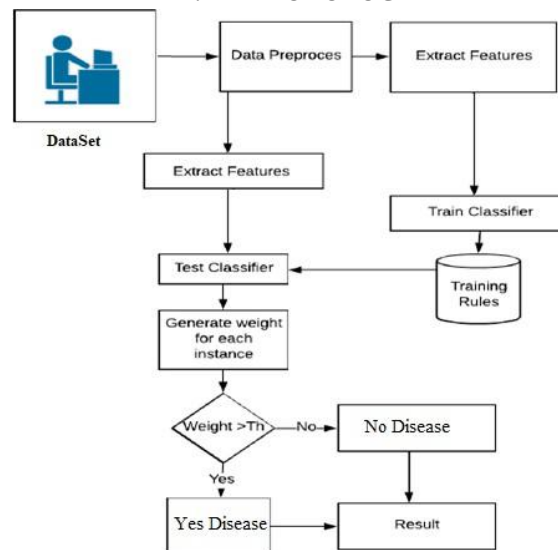 Data Preproces
Extract Features
DataSet
Extract Features
Train Classifier
Test Classifier
Training
Rules
Generate weight
for each
instance
Weight >Th
No
No Disease
Yes
Yes Disease
Result